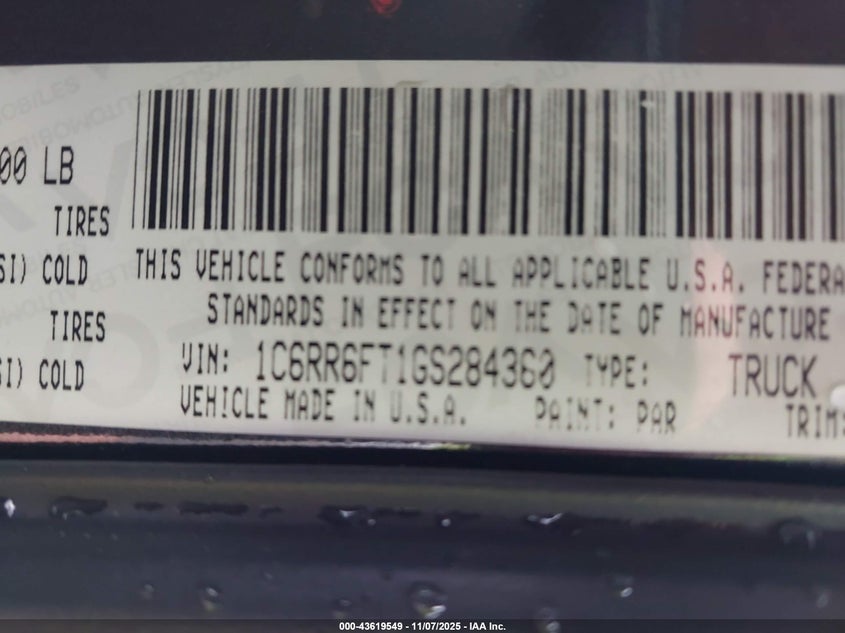 00 LB
TIRES
SI) COLD
THIS VEHICLE CONFORMS TO ALL APPLICABLE U.S.A. FEDERA
STANDARDS IN EFFECT ON THE DATE OF MANUFACTURE
TIRES
VIN: 1C6RR6FT1GS284360 TYPE: TRUCK
SI) COLD
VEHICLE MADE IN U.S.A. PAINT: PAR TRIM:
000-43619549 - 11/07/2025 - IAA Inc.